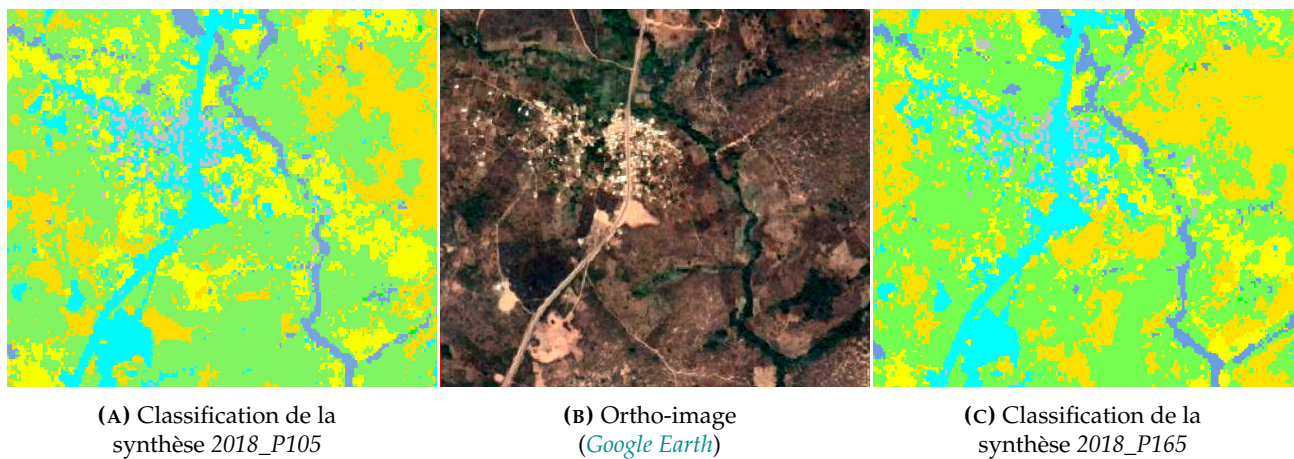 (A) Classification de la
synthèse 2018_P105
(B) Ortho-image
(Google Earth)
(C) Classification de la
synthèse 2018_P165